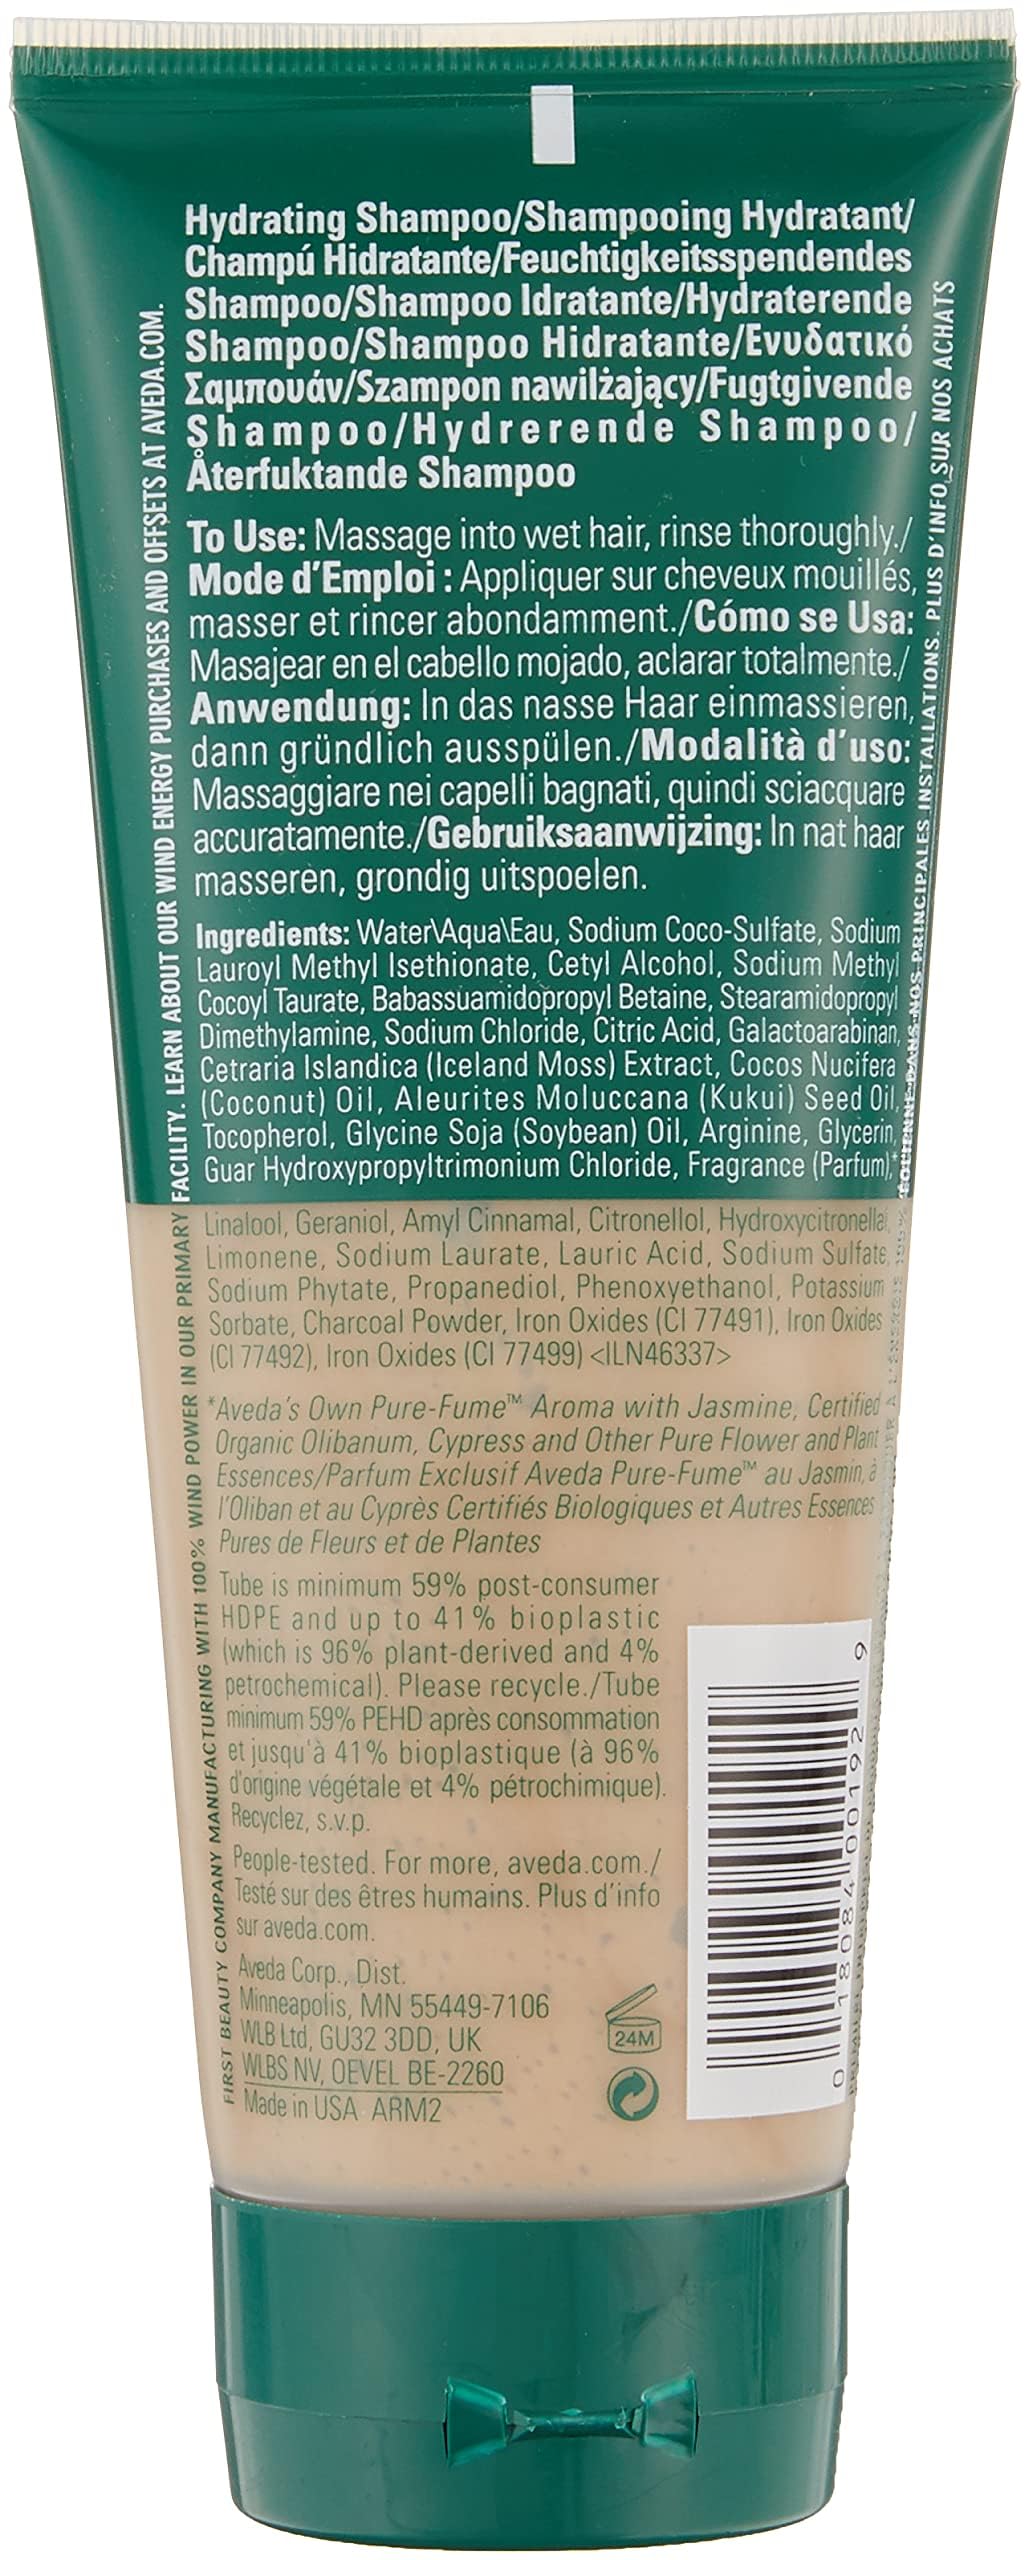 Hydrating Shampoo/Shampooing Hydratant/
Champú Hidratante/Feuchtigkeitsspendendes
Shampoo/Shampoo Idratante/Hydraterende
Shampoo/Shampoo Hidratante/Ενυδατικό
Σαμπουάν/Szampon nawilżający/Fugtgivende
Shampoo/Hydrerende Shampoo/
Återfuktande Shampoo
To Use: Massage into wet hair, rinse thoroughly./
Mode d'Emploi : Appliquer sur cheveux mouillés,
masser et rincer abondamment./Cómo se Usa:
Masajear en el cabello mojado, aclarar totalmente./
Anwendung: In das nasse Haar einmassieren,
dann gründlich ausspülen./Modalità d'uso:
Massaggiare nei capelli bagnati, quindi sciacquare
accuratamente./Gebruiksaanwijzing: In nat haar
masseren, grondig uitspoelen.
Ingredients: Water\Aqua\Eau, Sodium Coco-Sulfate, Sodium
Lauroyl Methyl Isethionate, Cetyl Alcohol, Sodium Methyl
Cocoyl Taurate, Babassuamidopropyl Betaine, Stearamidopropyl
Dimethylamine, Sodium Chloride, Citric Acid, Galactoarabinan,
Cetraria Islandica (Iceland Moss) Extract, Cocos Nucifera
(Coconut) Oil, Aleurites Moluccana (Kukui) Seed Oil,
Tocopherol, Glycine Soja (Soybean) Oil, Arginine, Glycerin,
Guar Hydroxypropyltrimonium Chloride, Fragrance (Parfum),*
Linalool, Geraniol, Amyl Cinnamal, Citronellol, Hydroxycitronellal,
Limonene, Sodium Laurate, Lauric Acid, Sodium Sulfate,
Sodium Phytate, Propanediol, Phenoxyethanol, Potassium
Sorbate, Charcoal Powder, Iron Oxides (CI 77491), Iron Oxides
(CI 77492), Iron Oxides (CI 77499) <ILN46337>
*Aveda's Own Pure-Fume™ Aroma with Jasmine, Certified
Organic Olibanum, Cypress and Other Pure Flower and Plant
Essences/Parfum Exclusif Aveda Pure-Fume™ au Jasmin, à
l'Oliban et au Cyprès Certifiés Biologiques et Autres Essences
Pures de Fleurs et de Plantes
Tube is minimum 59% post-consumer
HDPE and up to 41% bioplastic
(which is 96% plant-derived and 4%
petrochemical). Please recycle./Tube
minimum 59% PEHD après consommation
et jusqu'à 41% bioplastique (à 96%
d'origine végétale et 4% pétrochimique).
Recyclez, s.v.p.
People-tested. For more, aveda.com./
Testé sur des êtres humains. Plus d'info
sur aveda.com.
Aveda Corp., Dist.
Minneapolis, MN 55449-7106
WLB Ltd, GU32 3DD, UK
WLBS NV, OEVEL BE-2260
Made in USA ARM2
24M
0 18084 00192 9
FIRST BEAUTY COMPANY MANUFACTURING WITH 100% WIND POWER IN OUR PRIMARY FACILITY. LEARN ABOUT OUR WIND ENERGY PURCHASES AND OFFSETS AT AVEDA.COM.
DANS NOS PRINCIPALES INSTALLATIONS. PLUS D'INFO SUR NOS ACHATS